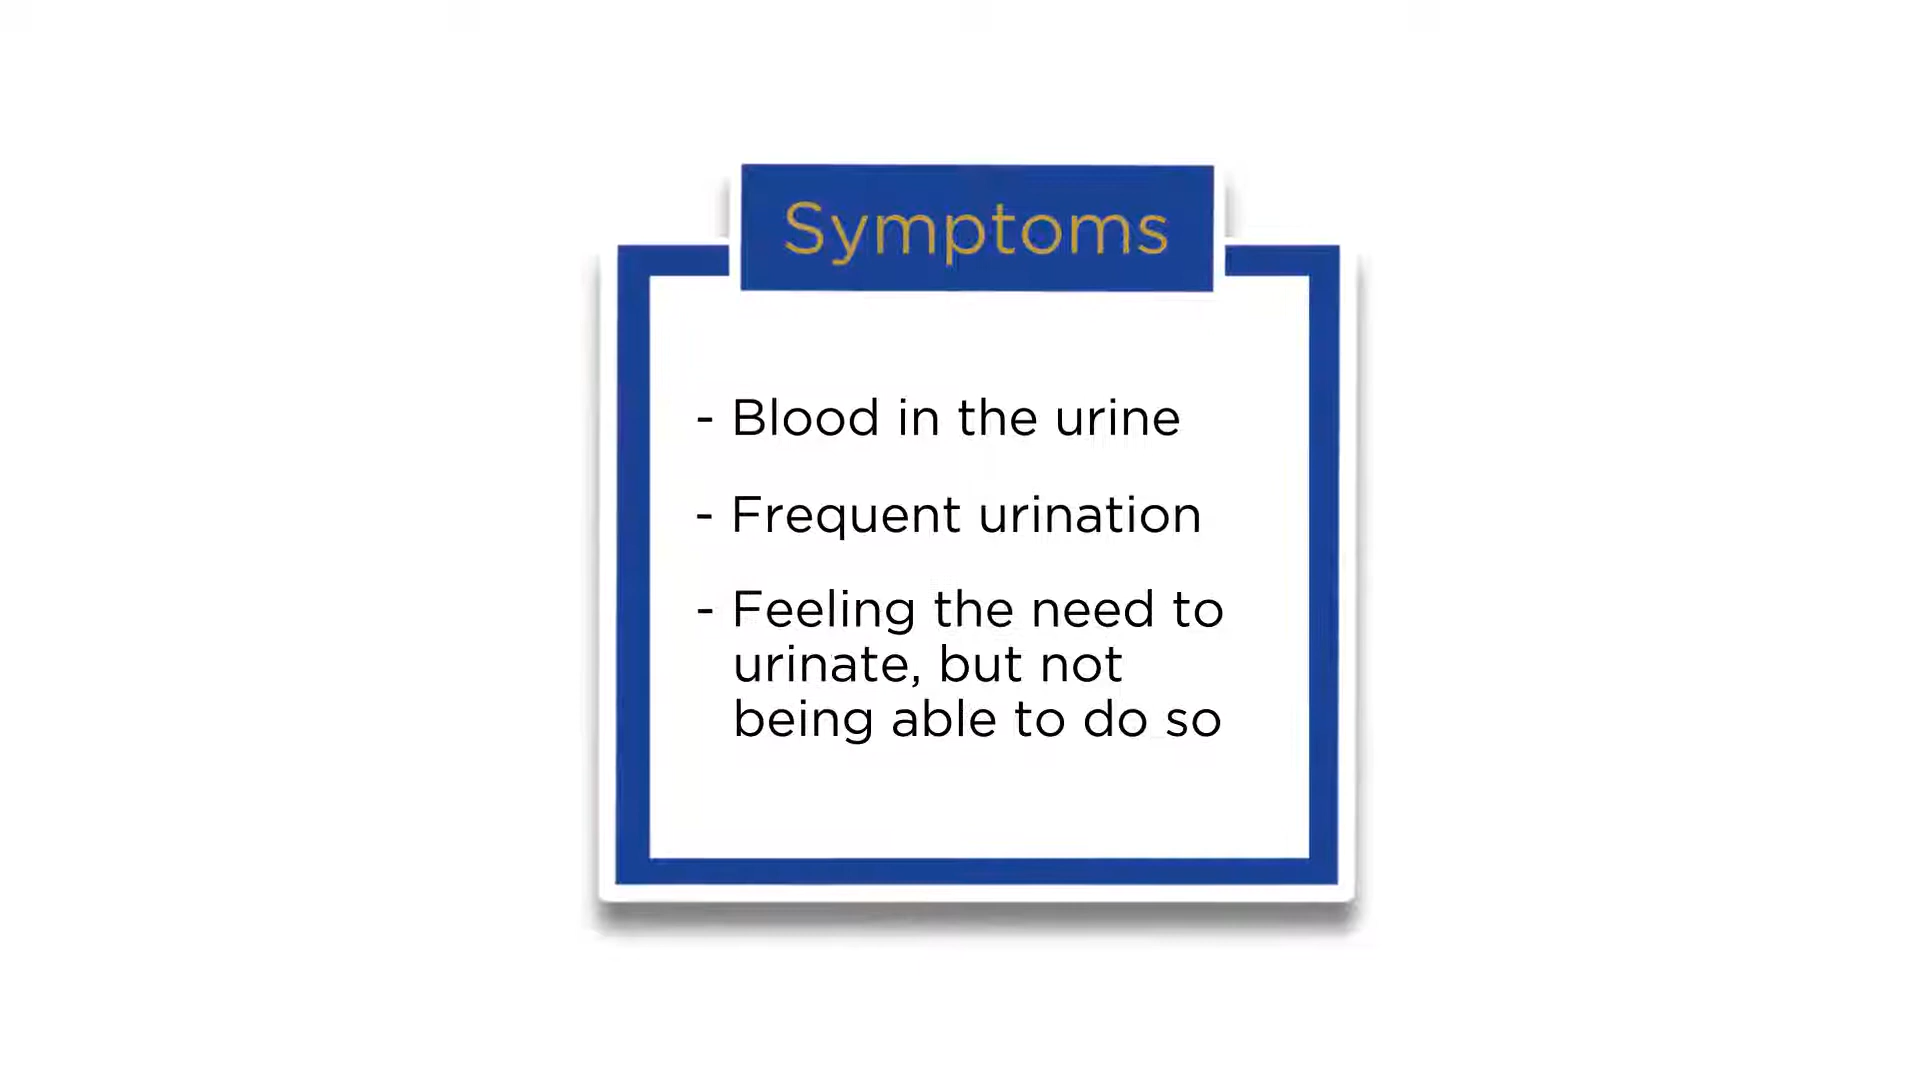 Symptoms
- Blood in the urine
- Frequent urination
- Feeling the need to
urinate, but not
being able to do so